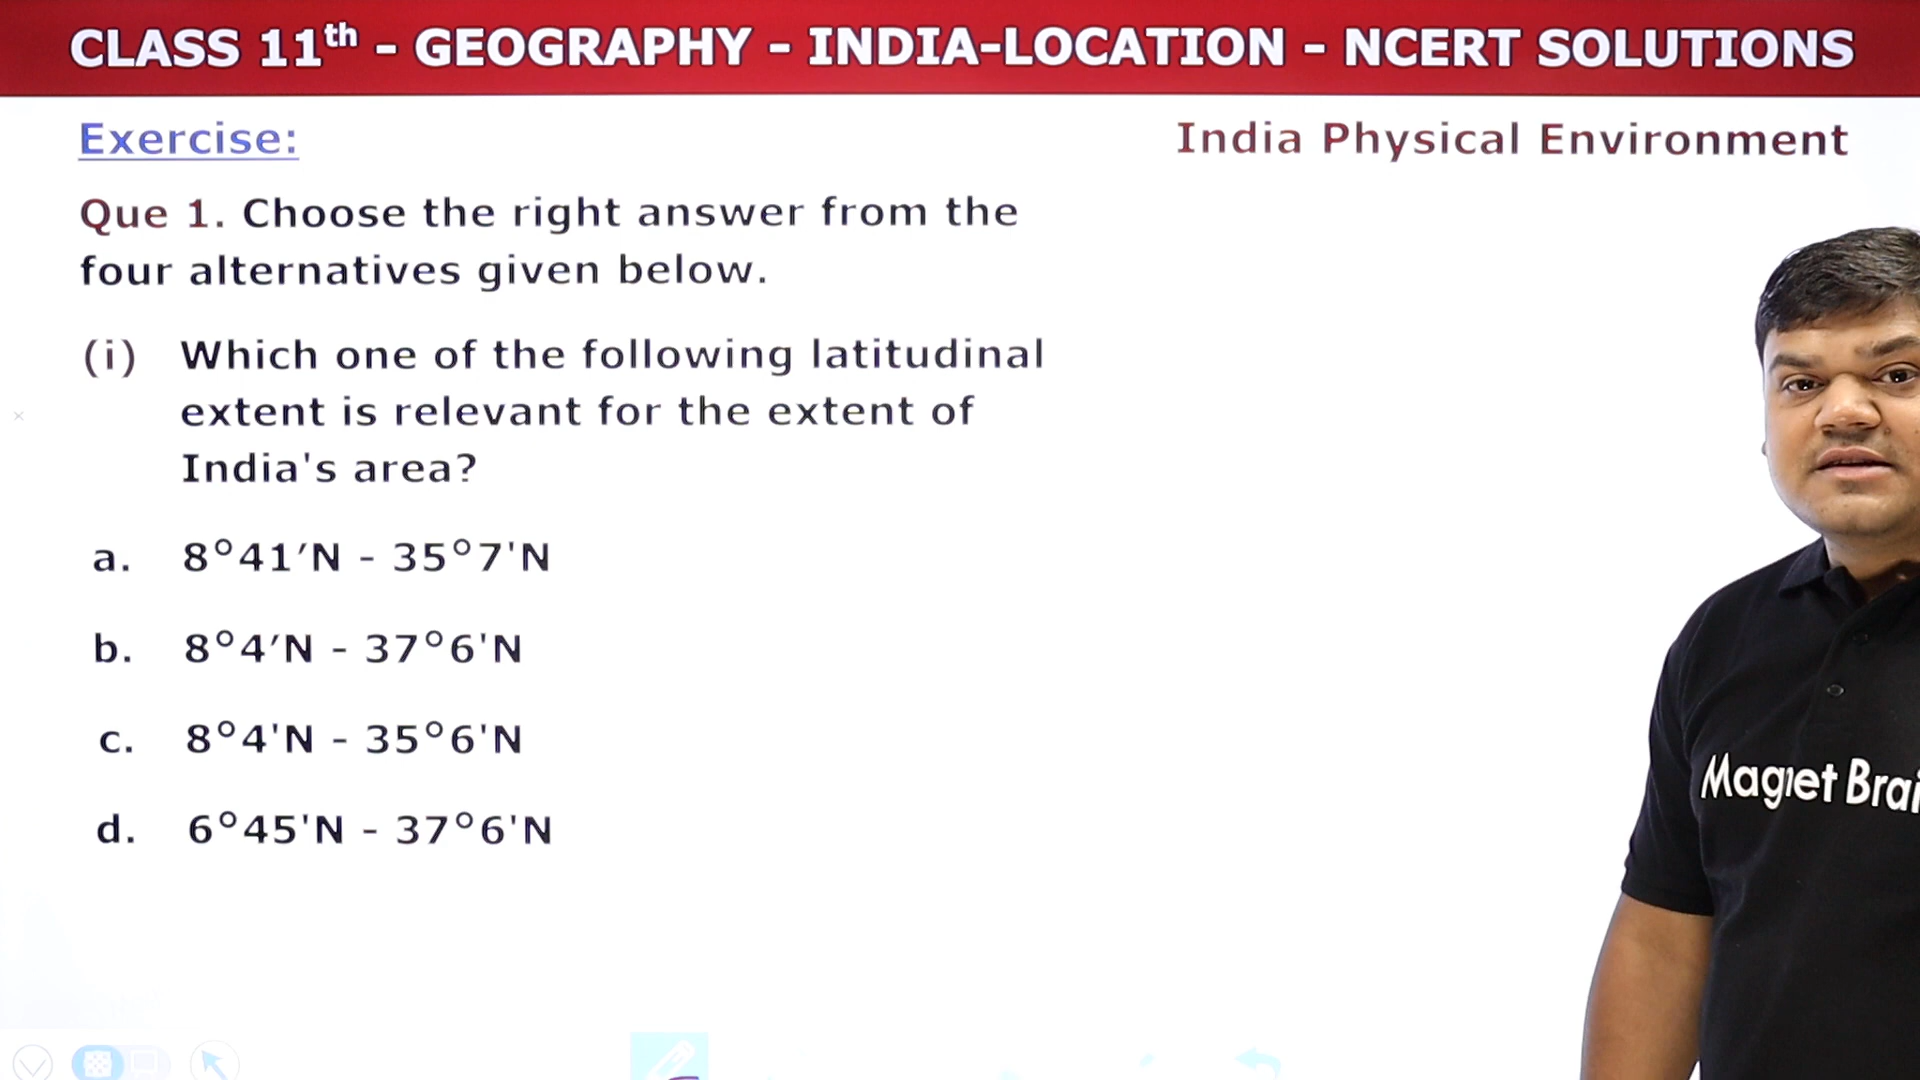 CLASS 11th - GEOGRAPHY - INDIA-LOCATION - NCERT SOLUTIONS
Exercise:
India Physical Environment
Que 1. Choose the right answer from the
four alternatives given below.
(i) Which one of the following latitudinal
extent is relevant for the extent of
India's area?
a. 8°41′N - 35°7'N
b. 8°4′N - 37°6'N
c. 8°4'N - 35°6'N
d. 6°45'N - 37°6'N
Magnet Brai